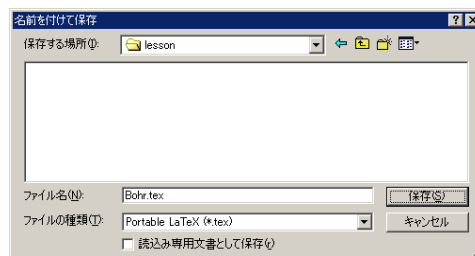 名前を付けて保存
保存する場所(I): lesson
ファイル名(N): Bohr.tex 保存(S)
ファイルの種類(T): Portable LaTeX (*.tex) キャンセル
読込み専用文書として保存(r)